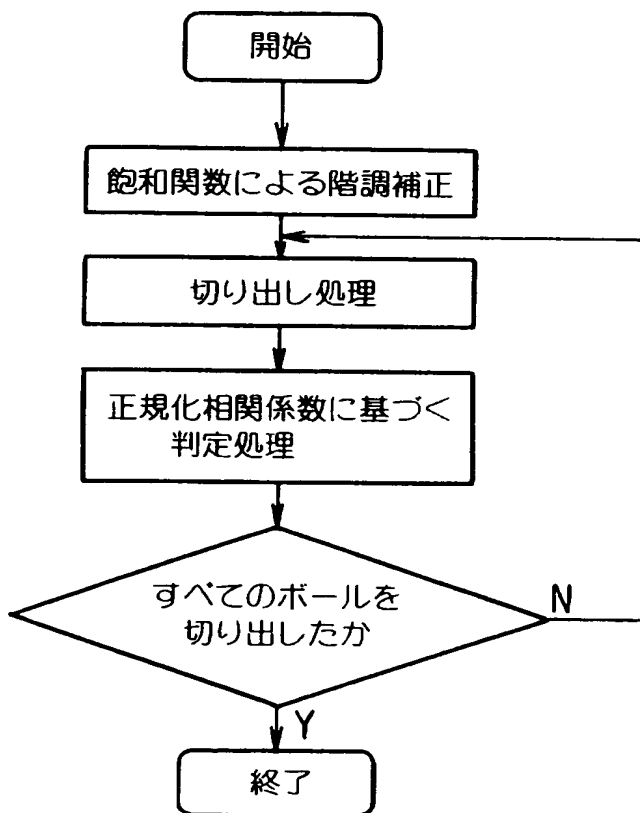 開始
飽和関数による階調補正
切り出し処理
正規化相関係数に基づく
判定処理
すべてのボールを
切り出したか
N
Y
終了